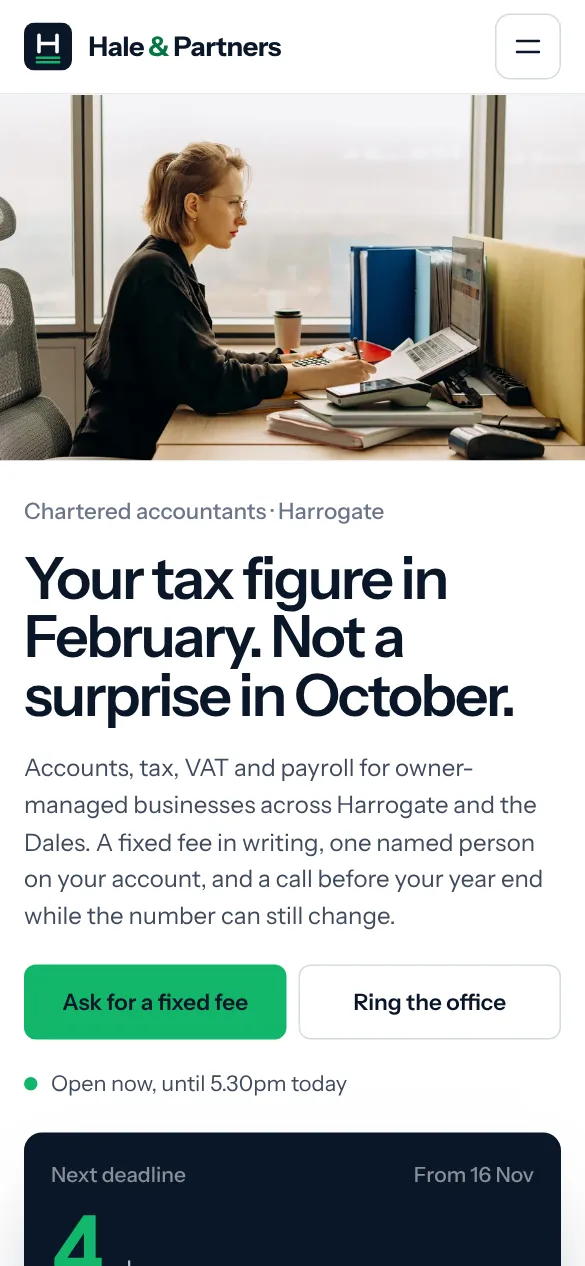 H
Hale & Partners
Chartered accountants · Harrogate
Your tax figure in
February. Not a
surprise in October.
Accounts, tax, VAT and payroll for owner-
managed businesses across Harrogate and the
Dales. A fixed fee in writing, one named person
on your account, and a call before your year end
while the number can still change.
Ask for a fixed fee
Ring the office
Open now, until 5.30pm today
Next deadline
From 16 Nov
4